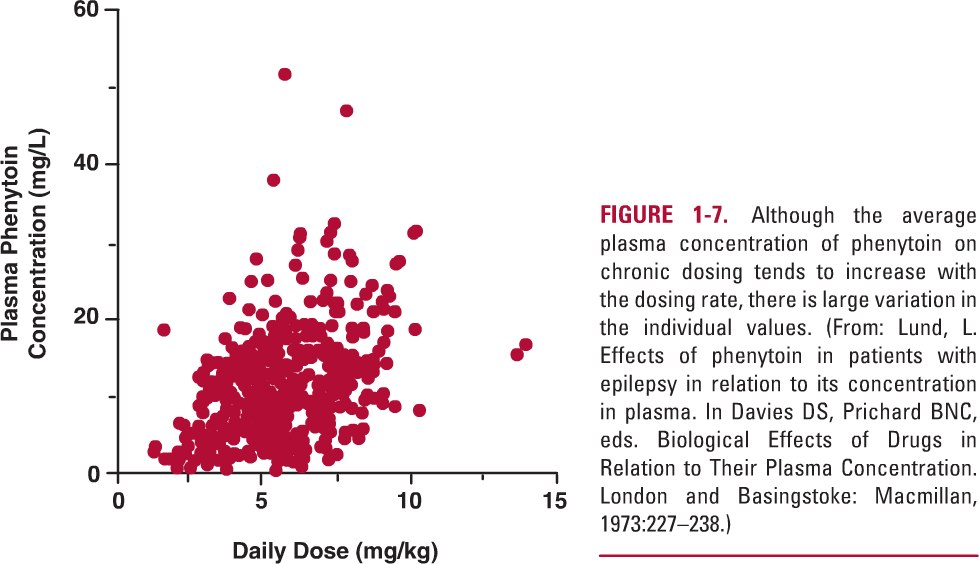 60
40
20
0
0
5
10
15
Plasma Phenytoin
Concentration (mg/L)
Daily Dose (mg/kg)
FIGURE 1-7. Although the average
plasma concentration of phenytoin on
chronic dosing tends to increase with
the dosing rate, there is large variation in
the individual values. (From: Lund, L.
Effects of phenytoin in patients with
epilepsy in relation to its concentration
in plasma. In Davies DS, Prichard BNC,
eds. Biological Effects of Drugs in
Relation to Their Plasma Concentration.
London and Basingstoke: Macmillan,
1973:227–238.)